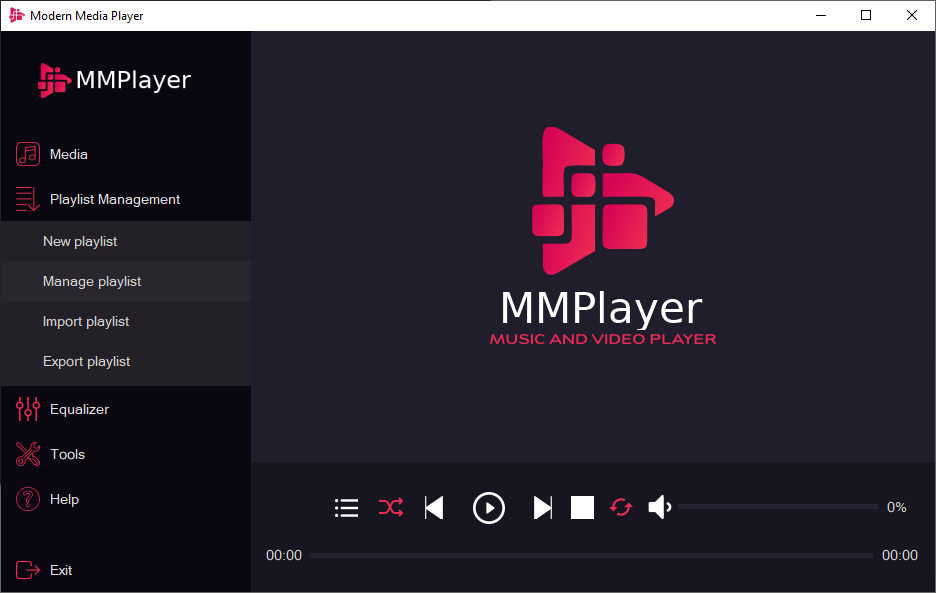 Modern Media Player
MMPlayer
Media
Playlist Management
New playlist
Manage playlist
Import playlist
Export playlist
Equalizer
Tools
Help
Exit
MMPlayer
MUSIC AND VIDEO PLAYER
0%
00:00
00:00